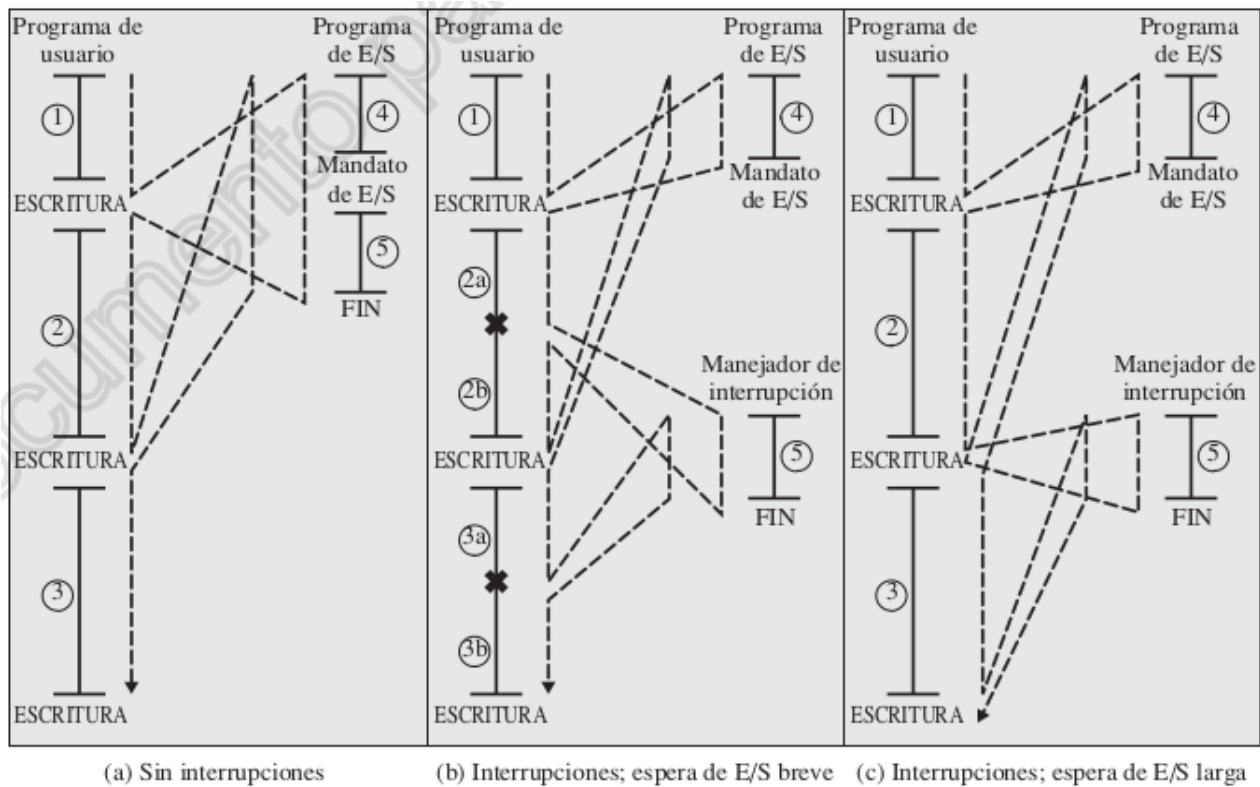 Programa de
usuario
Programa
de E/S
1
4
Mandato
de E/S
ESCRITURA
5
FIN
2
ESCRITURA
3
ESCRITURA
(a) Sin interrupciones
Programa de
usuario
Programa
de E/S
1
4
Mandato
de E/S
ESCRITURA
2a
2b
Manejador de
interrupción
5
FIN
ESCRITURA
3a
3b
ESCRITURA
(b) Interrupciones; espera de E/S breve
Programa de
usuario
Programa
de E/S
1
4
Mandato
de E/S
ESCRITURA
2
Manejador de
interrupción
5
FIN
ESCRITURA
3
ESCRITURA
(c) Interrupciones; espera de E/S larga